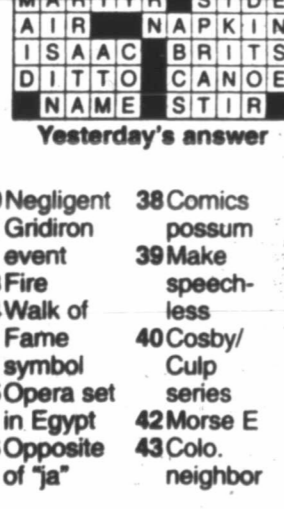 AIR NAPKIN
ISAAC BRITS
DITTO CANOE
NAME STIR
Yesterday's answer
Negligent
Gridiron
event
Fire
Walk of
Fame
symbol
Opera set
in Egypt
Opposite
of "ja"
38 Comics
possum
39 Make
speech-
less
40 Cosby/
Culp
series
42 Morse E
43 Colo.
neighbor